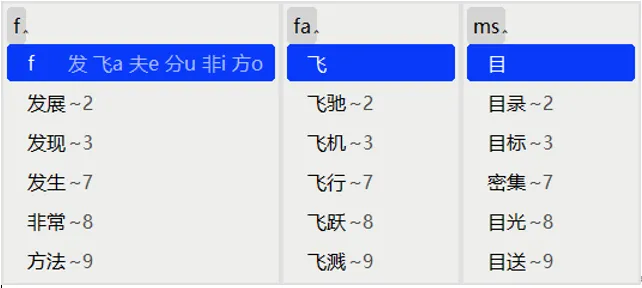 f‸
f 发 飞a 夫e 分u 非i 方o
发展~2
发现~3
发生~7
非常~8
方法~9
fa‸
飞
飞驰~2
飞机~3
飞行~7
飞跃~8
飞溅~9
ms‸
目
目录~2
目标~3
密集~7
目光~8
目送~9